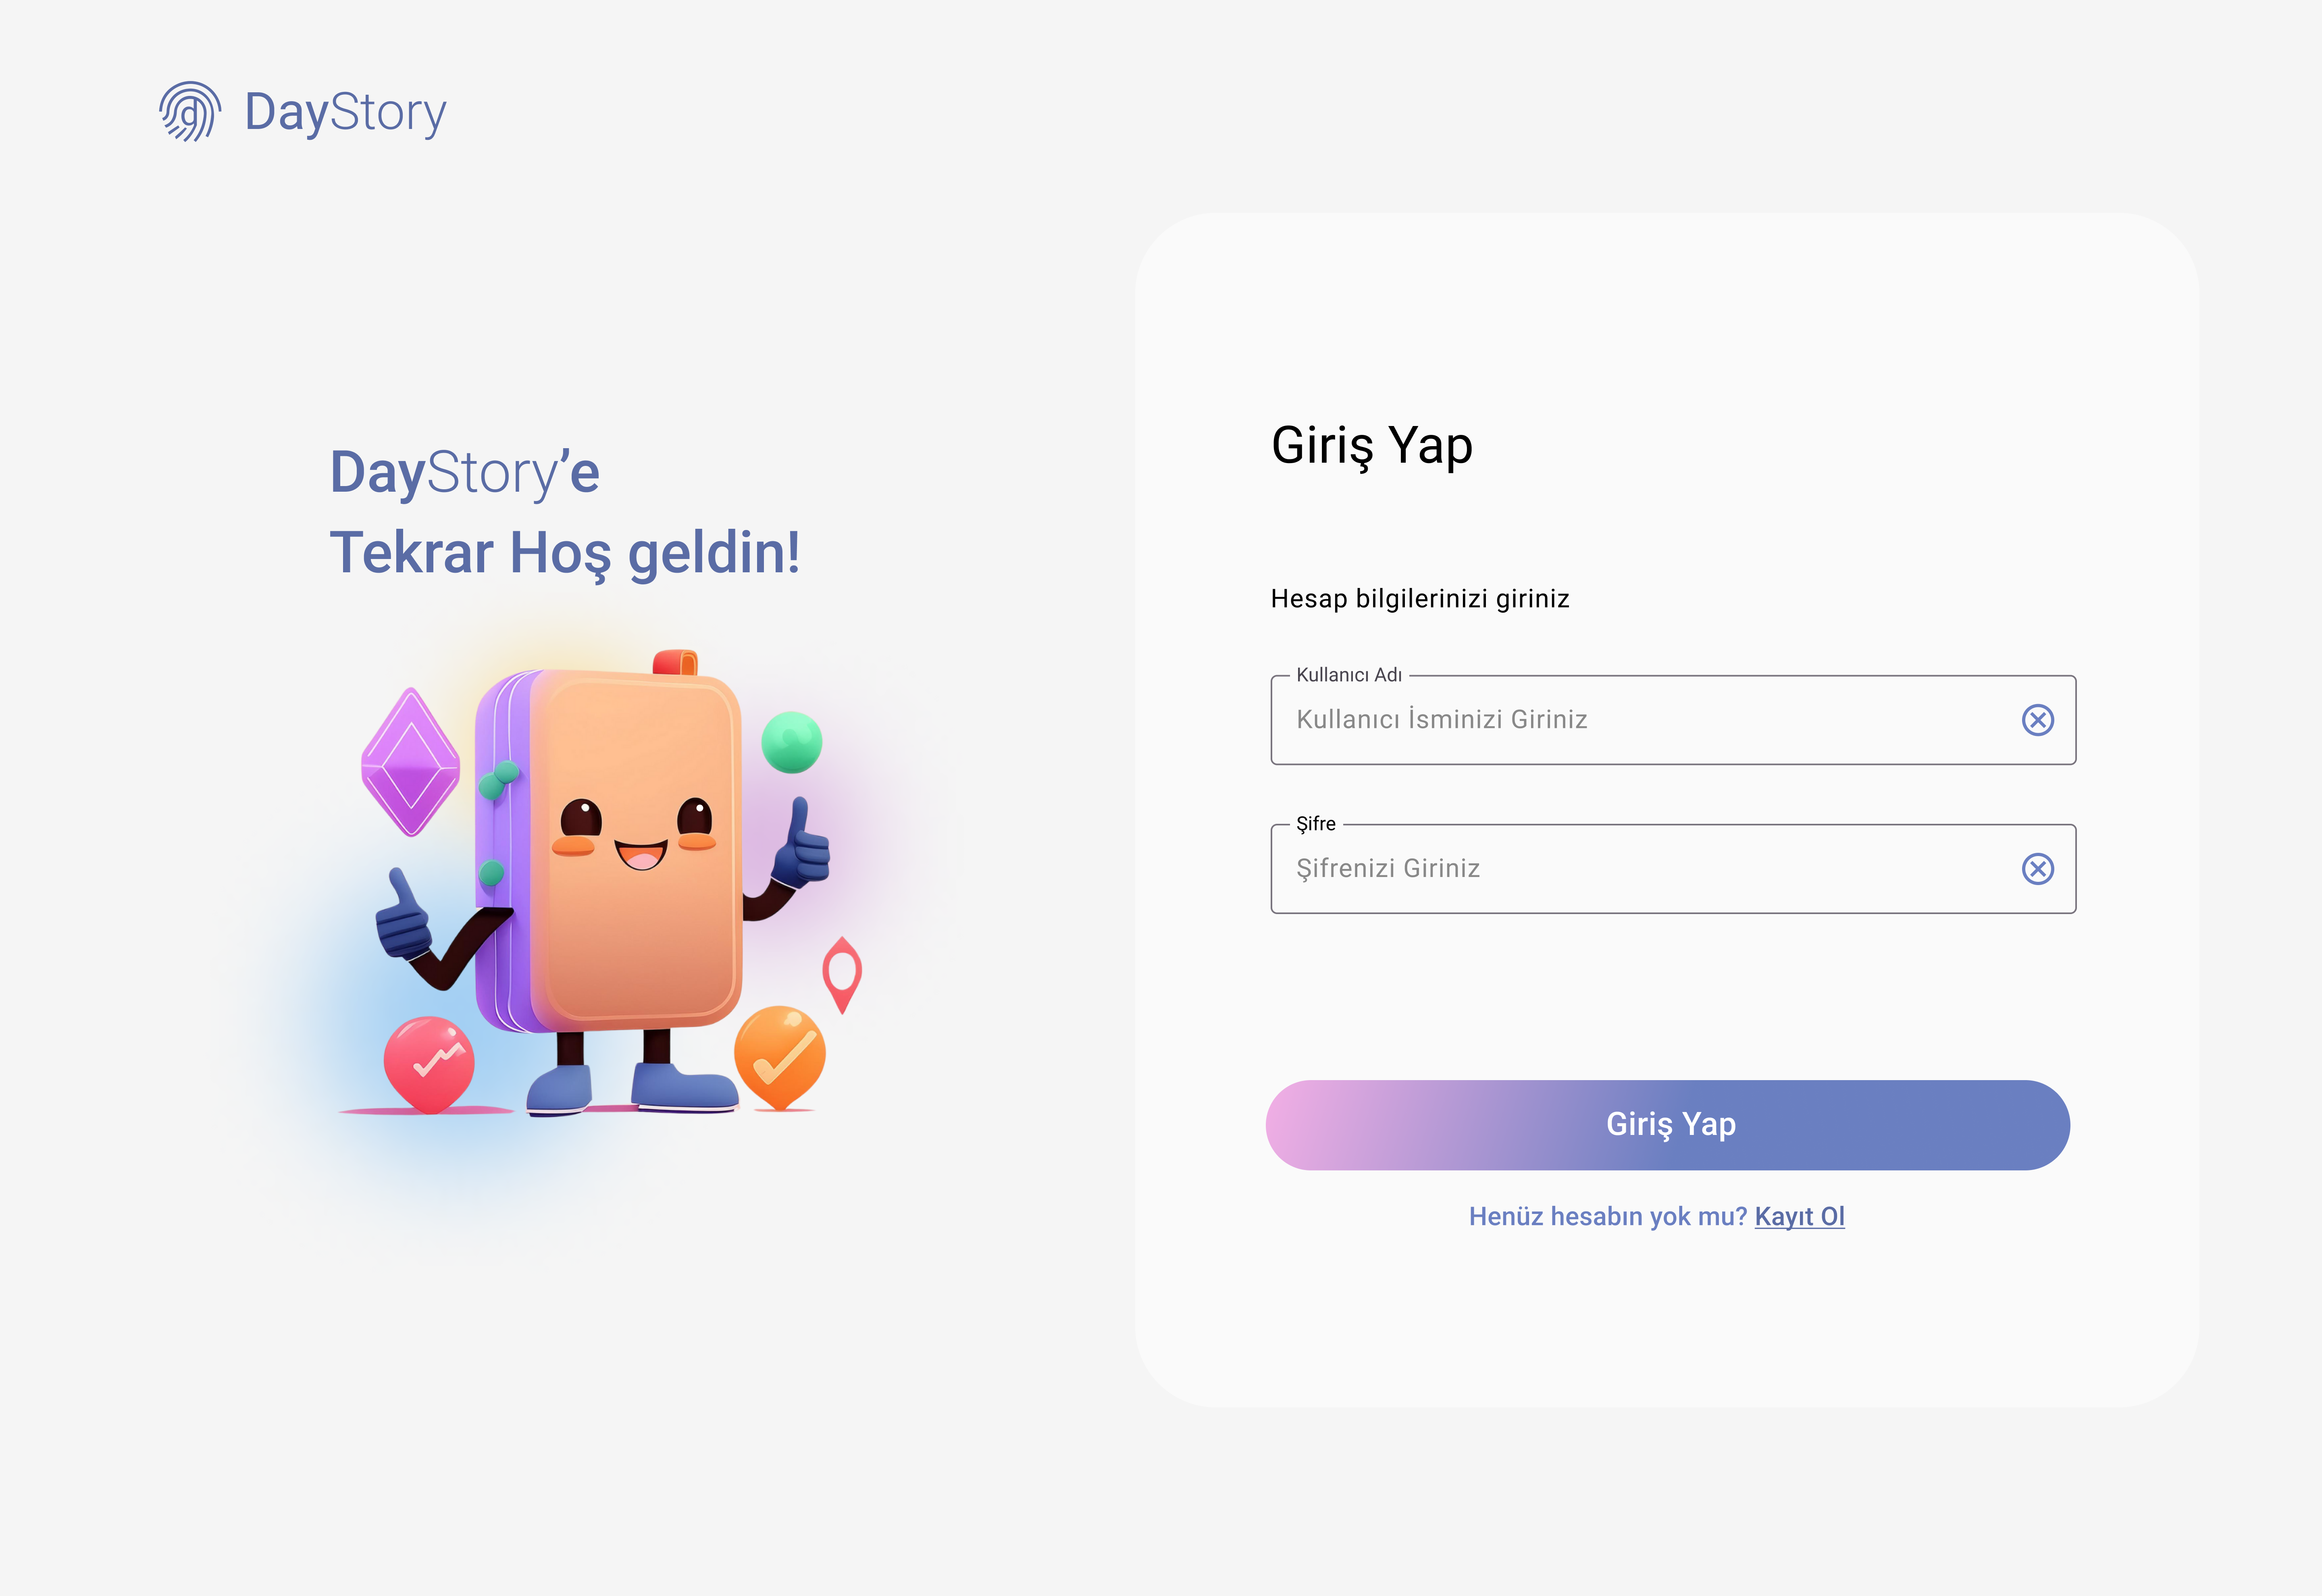 DayStory
DayStory’e
Tekrar Hoş geldin!
Giriş Yap
Hesap bilgilerinizi giriniz
Kullanıcı Adı
Kullanıcı İsminizi Giriniz
Şifre
Şifrenizi Giriniz
Giriş Yap
Henüz hesabın yok mu? Kayıt Ol